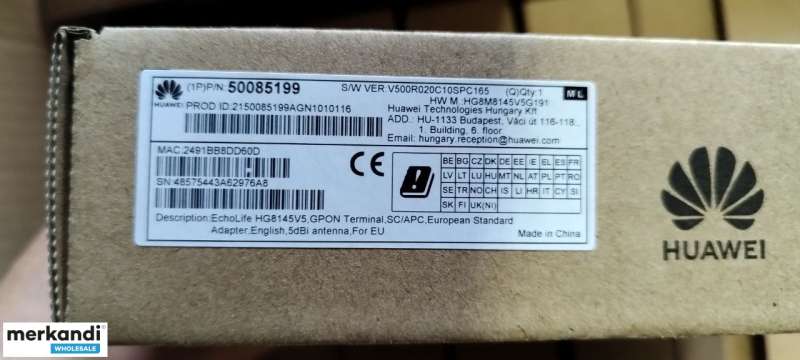 HUAWEI
(1P)P/N: 50085199
S/W VER:V500R020C10SPC165
(Q)Qty:1
M/L
PROD ID:2150085199AGN1010116
HW M.:HG8M8145V5G191
Huawei Technologies Hungary Kft
ADD.: HU-1133 Budapest, Váci út 116-118.,
1. Building, 6. floor
Email: hungary.reception@huawei.com
MAC:2491BB8DD60D
SN:48575443A62976A8
CE
BE BG CZ DK DE EE IE EL ES FR
LV LT LU HU MT NL AT PL PT RO
SE TR NO CH IS LI HR IT CY SI
SK FI UK(NI)
Description:EchoLife HG8145V5,GPON Terminal,SC/APC,European Standard
Adapter,English,5dBi antenna,For EU
Made in China
HUAWEI
merkandi
WHOLESALE